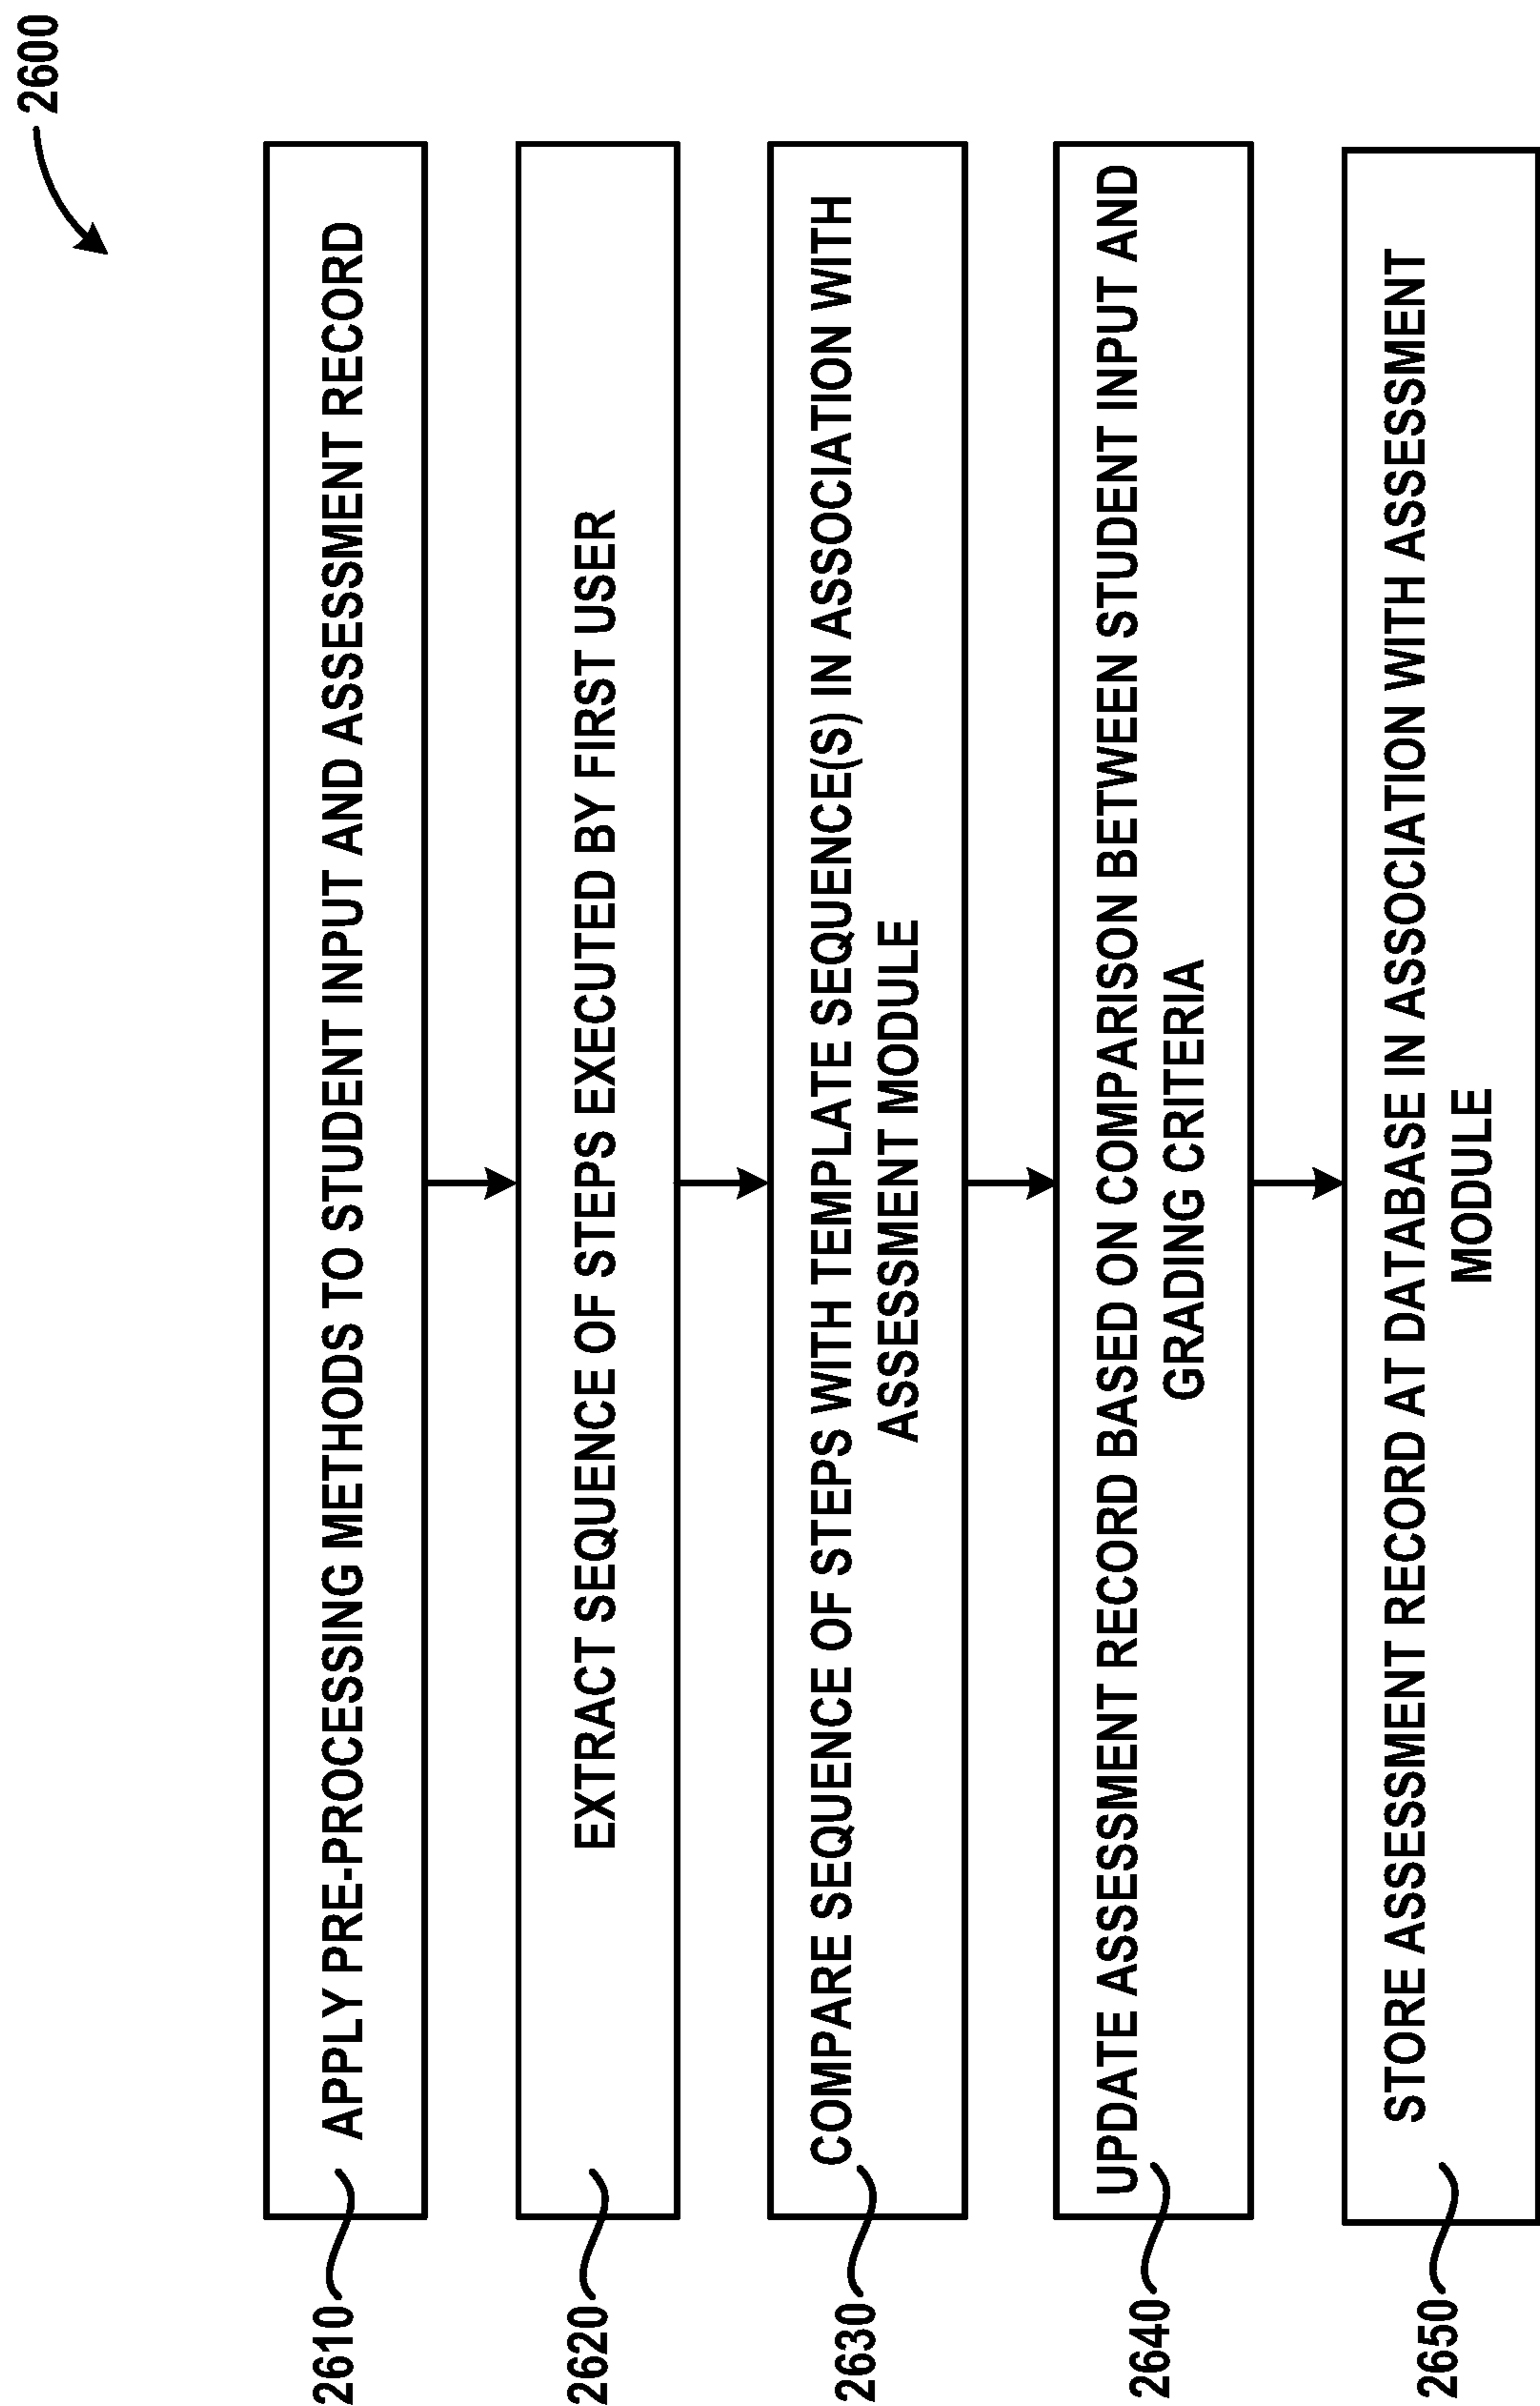 2600
2610
APPLY PRE-PROCESSING METHODS TO STUDENT INPUT AND ASSESSMENT RECORD
2620
EXTRACT SEQUENCE OF STEPS EXECUTED BY FIRST USER
2630
COMPARE SEQUENCE OF STEPS WITH TEMPLATE SEQUENCE(S) IN ASSOCIATION WITH
ASSESSMENT MODULE
2640
UPDATE ASSESSMENT RECORD BASED ON COMPARISON BETWEEN STUDENT INPUT AND
GRADING CRITERIA
2650
STORE ASSESSMENT RECORD AT DATABASE IN ASSOCIATION WITH ASSESSMENT
MODULE